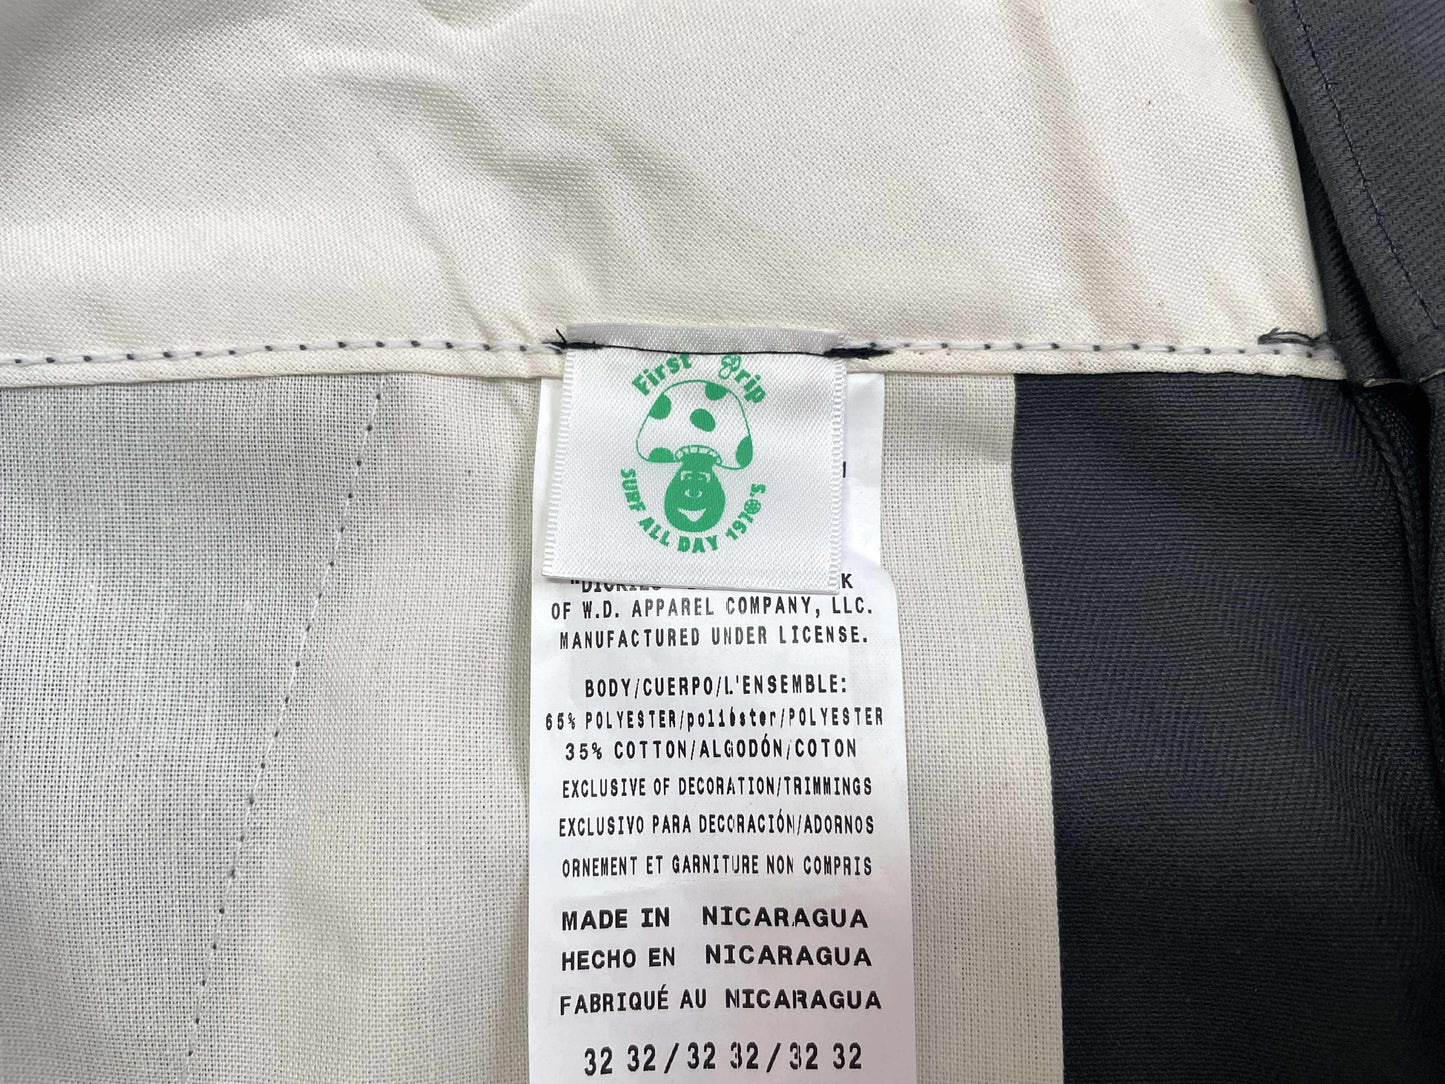 First Grip
SURF ALL DAY 1970'S
"DICKIES
K
OF W.D. APPAREL COMPANY, LLC.
MANUFACTURED UNDER LICENSE.
BODY/CUERPO/L'ENSEMBLE:
65% POLYESTER/poliéster/POLYESTER
35% COTTON/ALGODÓN/COTON
EXCLUSIVE OF DECORATION/TRIMMINGS
EXCLUSIVO PARA DECORACIÓN/ADORNOS
ORNEMENT ET GARNITURE NON COMPRIS
MADE IN NICARAGUA
HECHO EN NICARAGUA
FABRIQUÉ AU NICARAGUA
32 32/32 32/32 32